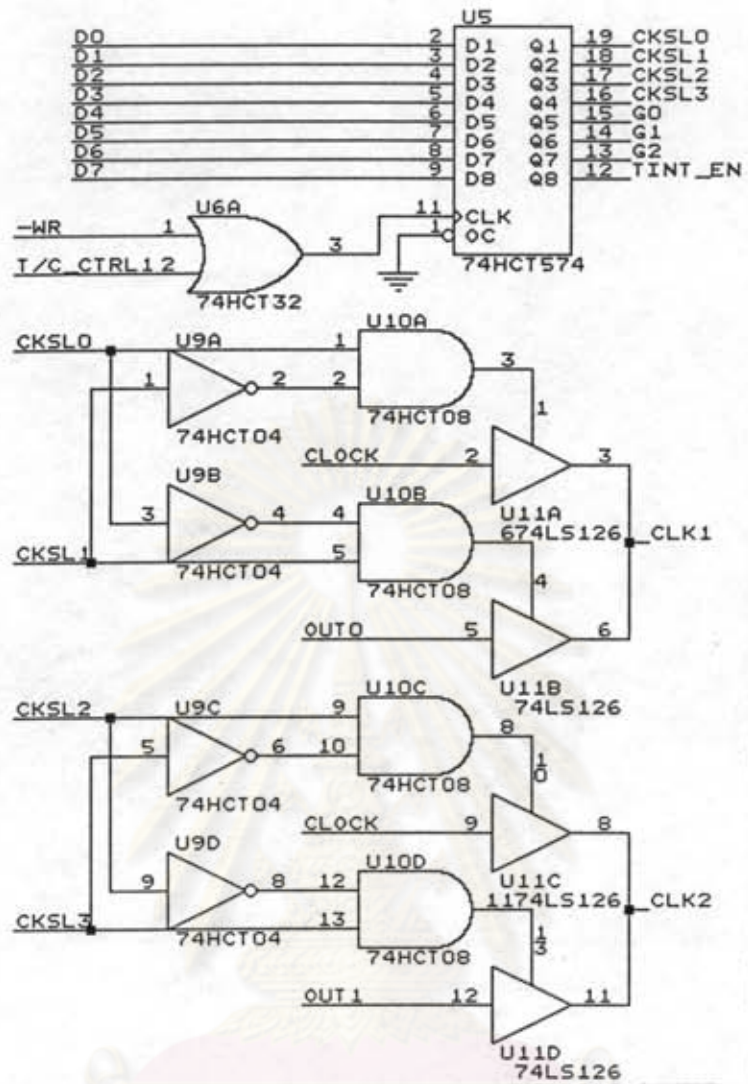 U5
D0 2 D1 Q1 19 CKSL0
D1 3 D2 Q2 18 CKSL1
D2 4 D3 Q3 17 CKSL2
D3 5 D4 Q4 16 CKSL3
D4 6 D5 Q5 15 G0
D5 7 D6 Q6 14 G1
D6 8 D7 Q7 13 G2
D7 9 D8 Q8 12 TINT_EN
U6A 11 CLK
-WR 1 1 OC
3 74HCT574
T/C_CTRL1 2
74HCT32
U10A
CKSL0 U9A 1 3
1 2 2 1
74HCT08
74HCT04
CLOCK 2 3
U9B U10B
U11A
3 4 4 674LS126 CLK1
CKSL1 5
74HCT04 74HCT08 4
OUT0 5 6
U10C U11B
CKSL2 U9C 9 8 74LS126
5 6 10 10
74HCT08
74HCT04
CLOCK 9 8
U9D U10D
U11C
9 8 12 1174LS126 CLK2
CKSL3 13
74HCT04 74HCT08 13
OUT1 12 11
U11D
74LS126